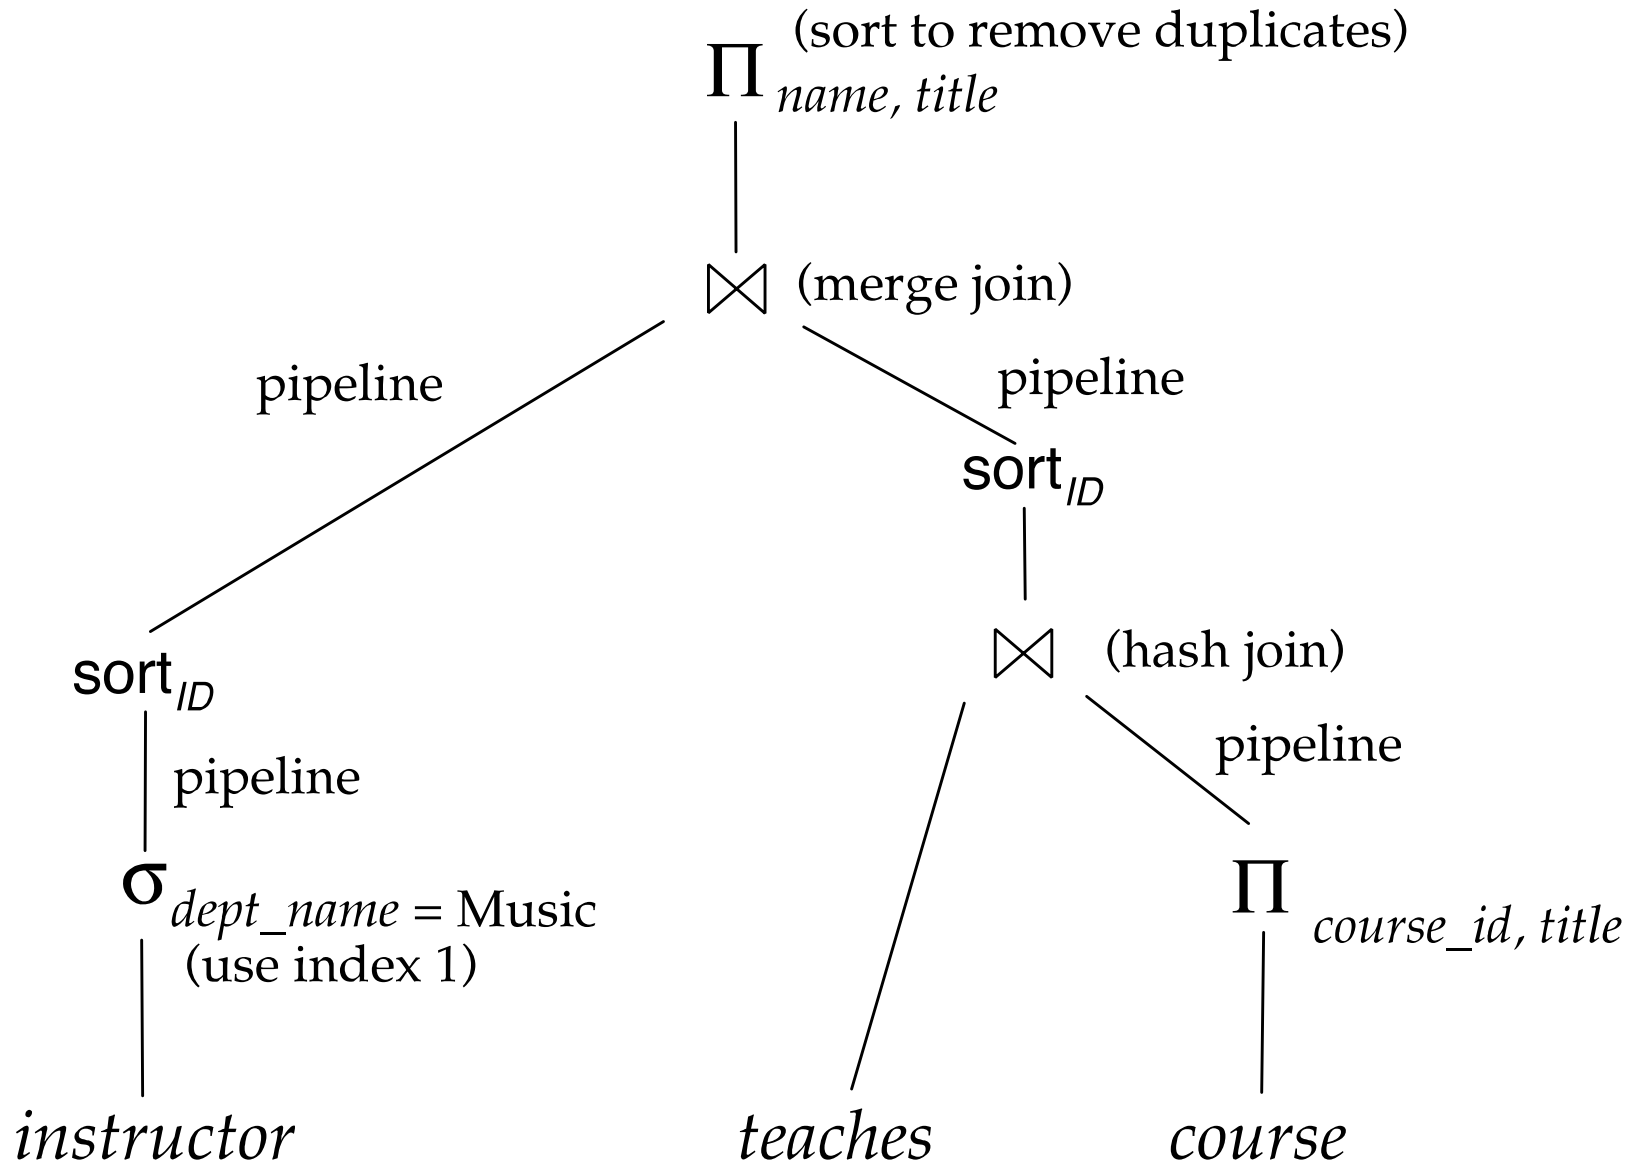 Π (sort to remove duplicates)
name, title
⋈ (merge join)
pipeline
pipeline
sort ID
⋈ (hash join)
sort ID
pipeline
pipeline
σ dept_name = Music
(use index 1)
Π course_id, title
instructor
teaches
course